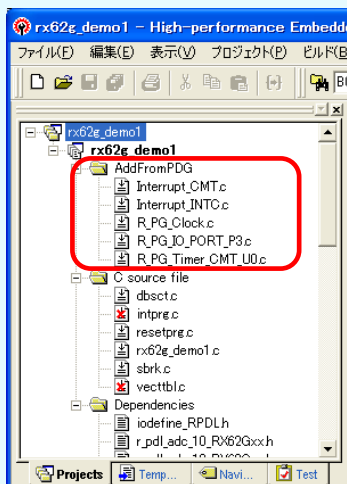 rx62g_demo1 - High-performance Embedde
ファイル(F) 編集(E) 表示(V) プロジェクト(P) ビルド(B
rx62g_demo1
rx62g_demo1
AddFromPDG
Interrupt_CMT.c
Interrupt_INTC.c
R_PG_Clock.c
R_PG_IO_PORT_P3.c
R_PG_Timer_CMT_U0.c
C source file
dbsct.c
intprg.c
resetprg.c
rx62g_demo1.c
sbrk.c
vecttbl.c
Dependencies
iodefine_RPDL.h
r_pdl_adc_10_RX62Gxx.h
Projects Temp... Navi... Test